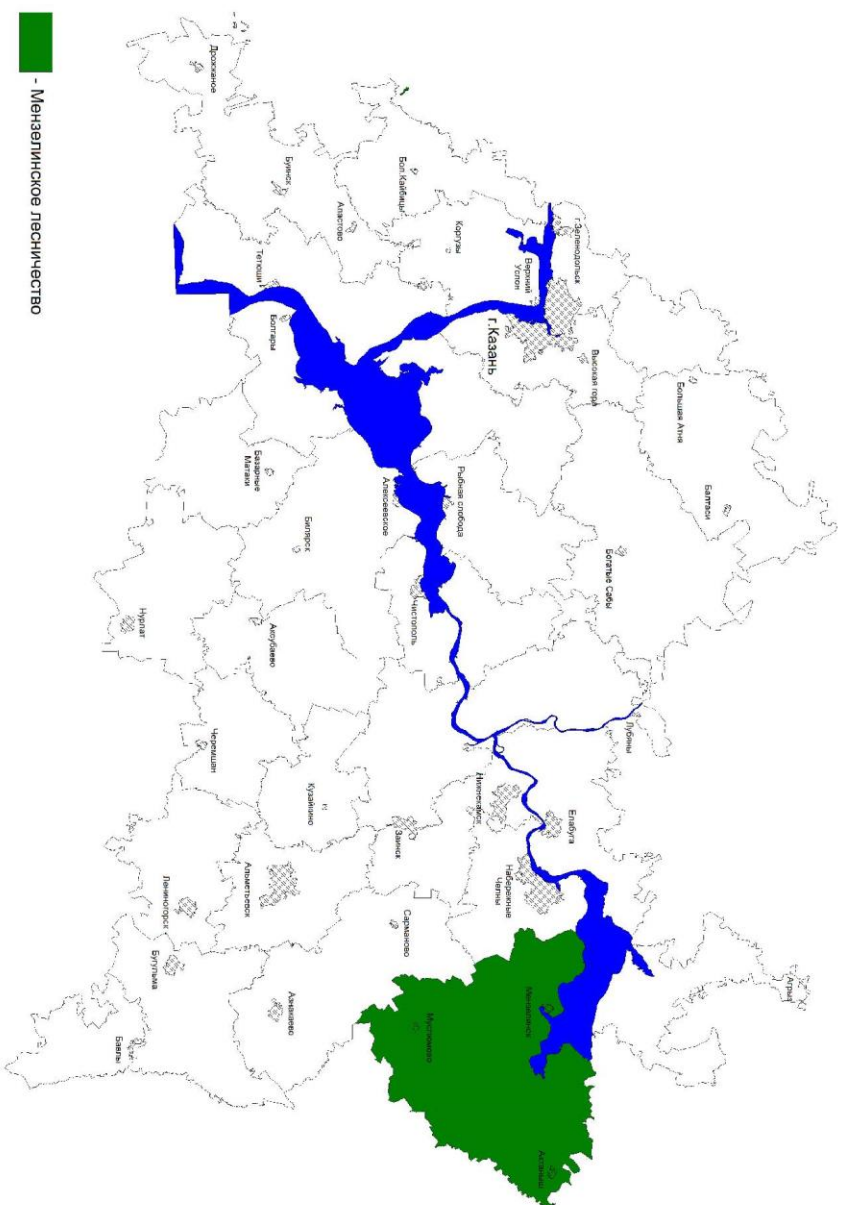 Агрыз
Балтаси
Большая Атня
Лубяны
Богатые Сабы
Высокая гора
г.Зеленодольск
Елабуга
Актаныш
Верхний
Услон
Набережные
Челны
Мензелинск
г.Казань
Нижнекамск
Рыбная слобода
Коргузы
Чистополь
Муслюмово
Бол.Кайбицы
Сарманово
Заинск
Алексеевское
Апастово
Кузайкино
Билярск
Буинск
Азнакаево
Аксубаево
Болгары
Тетюши
Альметьевск
Базарные
Матаки
Дрожжаное
Черемшан
Лениногорск
Бугульма
Нурлат
Бавлы
- Мензелинское лесничество